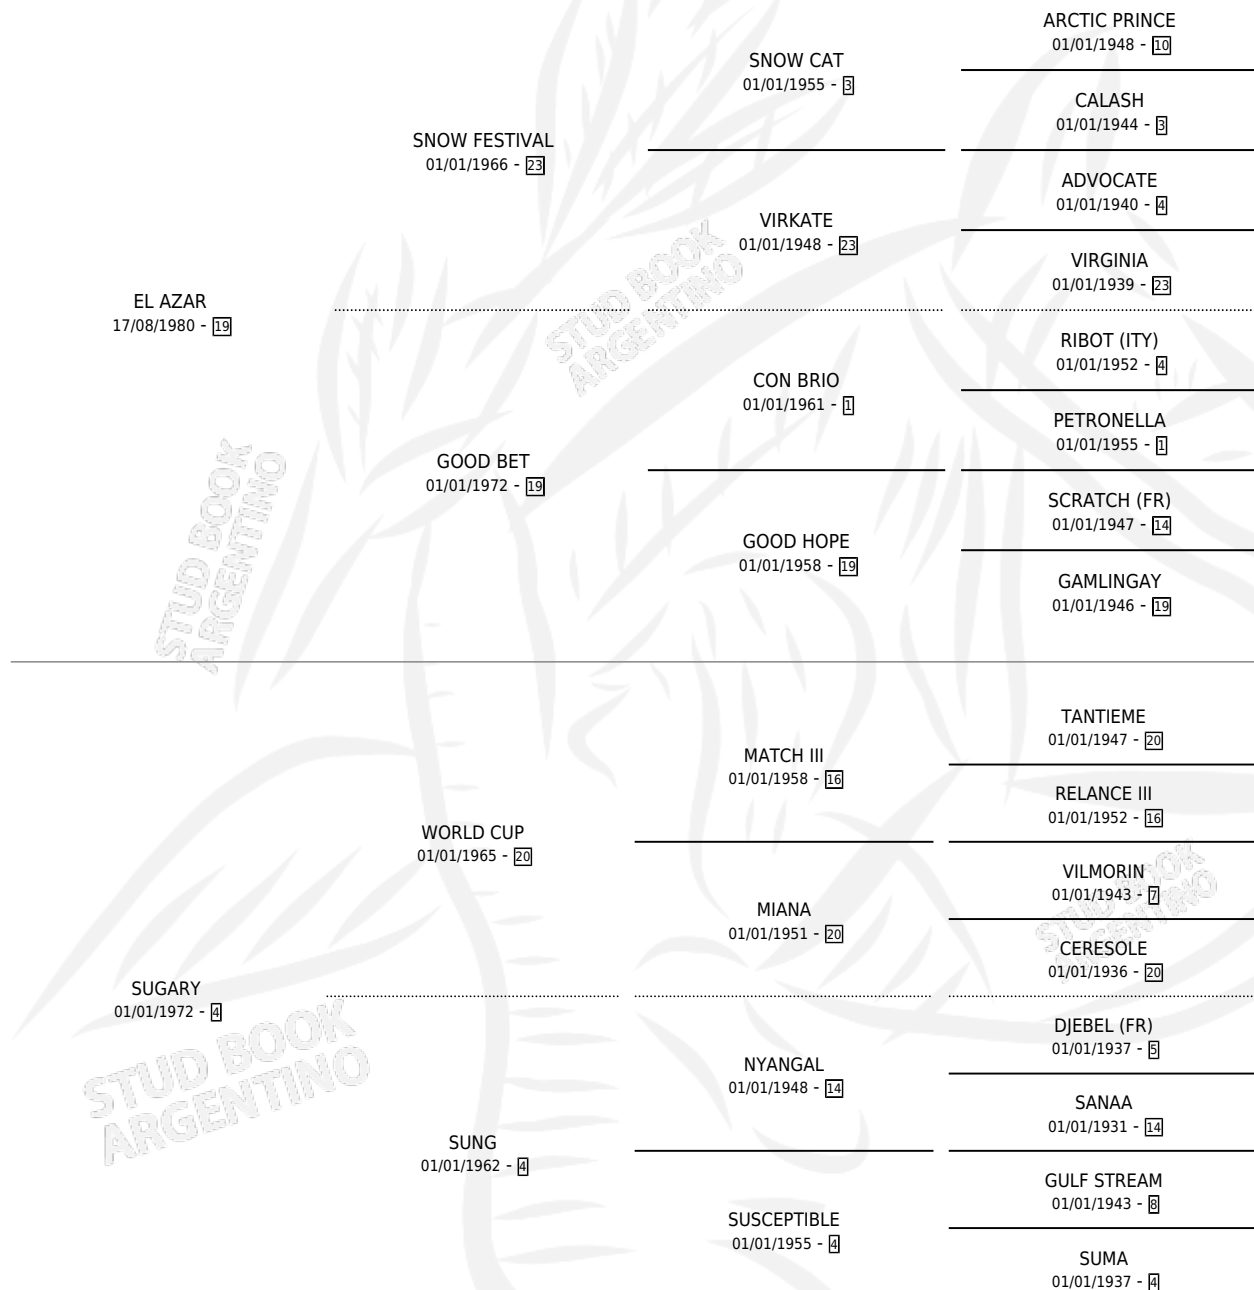 ARCTIC PRINCE
01/01/1948 - 10
SNOW CAT
01/01/1955 - 3
CALASH
01/01/1944 - 3
SNOW FESTIVAL
01/01/1966 - 23
ADVOCATE
01/01/1940 - 4
VIRKATE
01/01/1948 - 23
VIRGINIA
01/01/1939 - 23
EL AZAR
17/08/1980 - 19
STUD BOOK
ARGENTINO
RIBOT (ITY)
01/01/1952 - 4
CON BRIO
01/01/1961 - 1
PETRONELLA
01/01/1955 - 1
GOOD BET
01/01/1972 - 19
SCRATCH (FR)
01/01/1947 - 14
GOOD HOPE
01/01/1958 - 19
GAMLINGAY
01/01/1946 - 19
STUD BOOK
ARGENTINO
TANTIEME
01/01/1947 - 20
MATCH III
01/01/1958 - 16
RELANCE III
01/01/1952 - 16
WORLD CUP
01/01/1965 - 20
VILMORIN
01/01/1943 - 7
STUD BOOK
ARGENTINO
MIANA
01/01/1951 - 20
CERESOLE
01/01/1936 - 20
SUGARY
01/01/1972 - 4
STUD BOOK
ARGENTINO
DJEBEL (FR)
01/01/1937 - 5
NYANGAL
01/01/1948 - 14
SANAA
01/01/1931 - 14
SUNG
01/01/1962 - 4
GULF STREAM
01/01/1943 - 8
SUSCEPTIBLE
01/01/1955 - 4
SUMA
01/01/1937 - 4